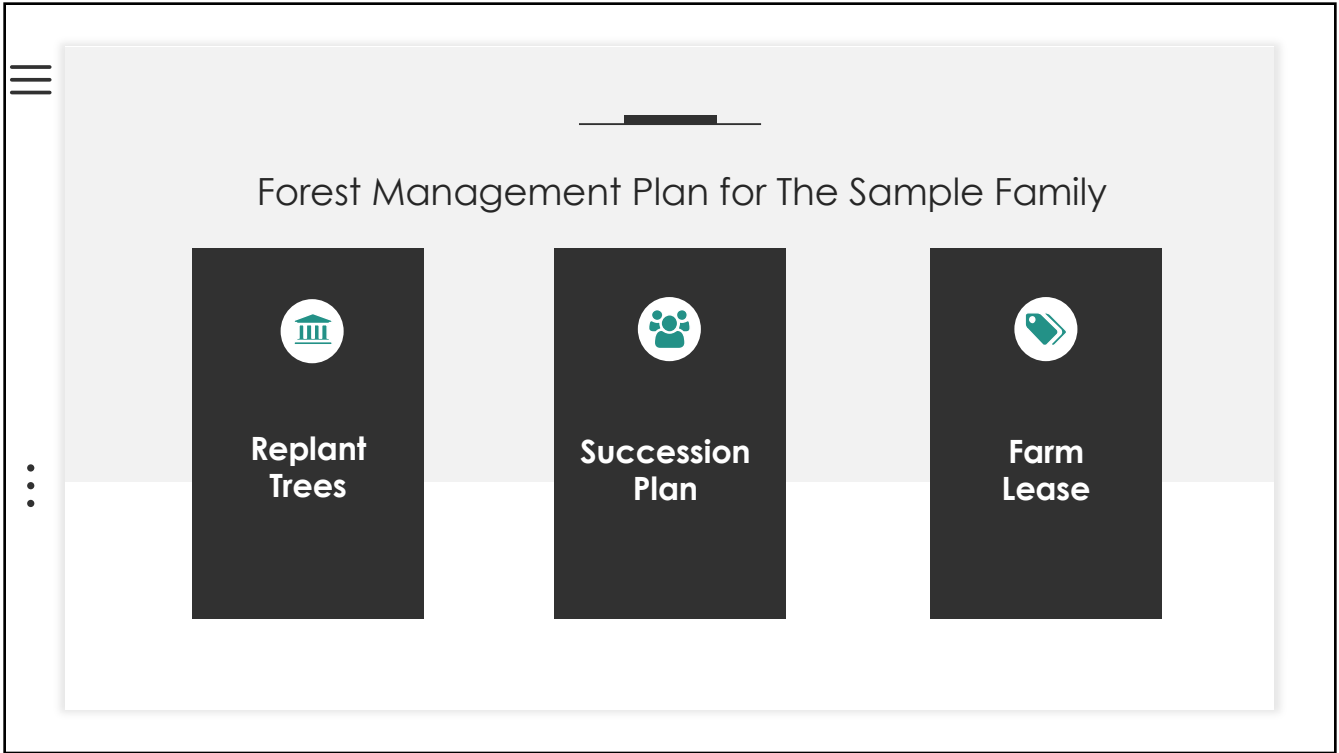 Forest Management Plan for The Sample Family
Replant
Trees
Succession
Plan
Farm
Lease